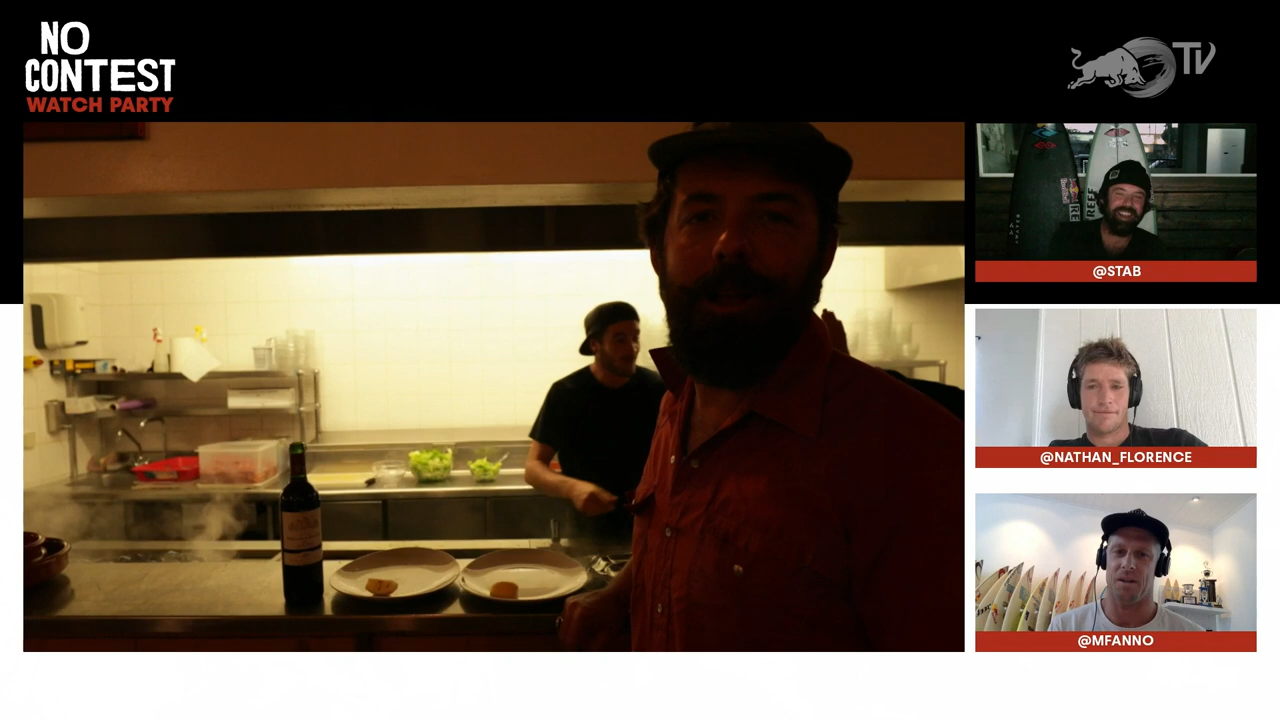 NO
CONTEST
WATCH PARTY
TV
@STAB
@NATHAN_FLORENCE
@MFANNO